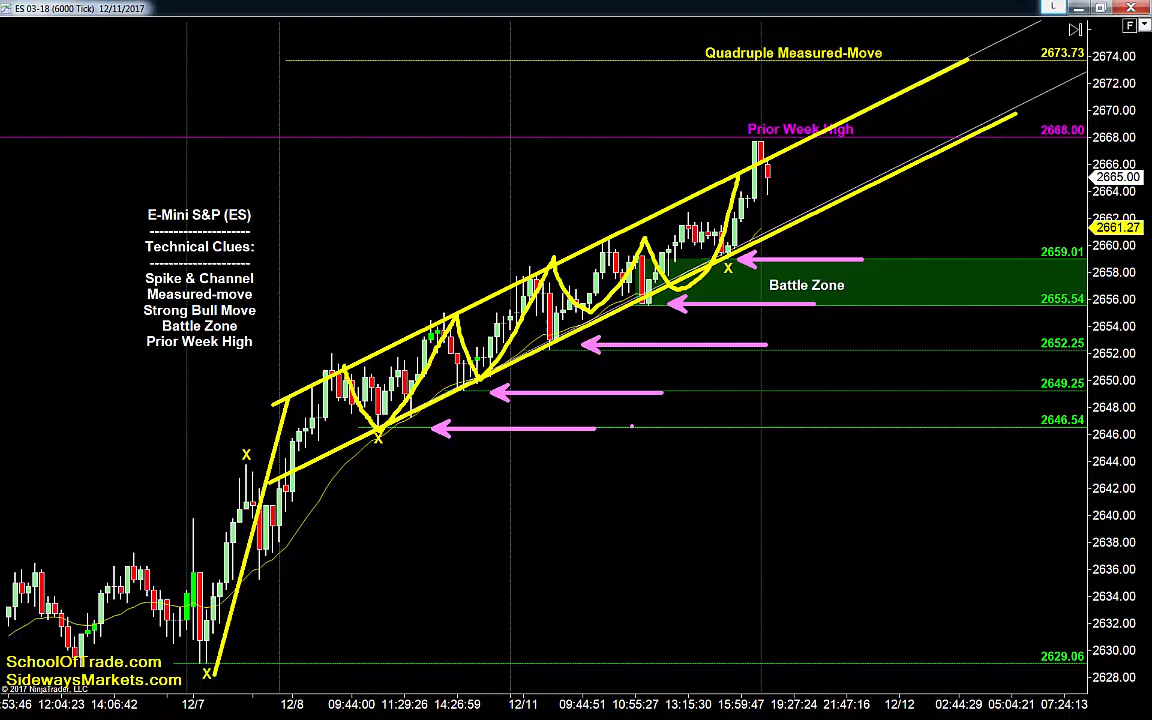 ES 03-18 (6000 Tick) 12/11/2017
L
F
Quadruple Measured-Move
2673.73
2674.00
2672.00
2670.00
Prior Week High
2668.00
2668.00
2666.00
2665.00
2664.00
2662.00
2661.27
2660.00
2659.01
2658.00
Battle Zone
2656.00
2655.54
2654.00
2652.25
2652.00
2650.00
2649.25
2648.00
2646.54
2646.00
2644.00
2642.00
2640.00
2638.00
2636.00
2634.00
2632.00
2630.00
2629.06
2628.00
E-Mini S&P (ES)
---------------------
Technical Clues:
----------------------
Spike & Channel
Measured-move
Strong Bull Move
Battle Zone
Prior Week High
X
X
X
X
SchoolOfTrade.com
SidewaysMarkets.com
© 2017 NinjaTrader, LLC
:53:46 12:04:23 14:06:42 12/7 12/8 9:44:00 11:29:26 14:26:59 12/11 09:44:51 10:55:27 13:15:30 15:59:47 19:27:24 21:47:16 12/12 02:44:29 05:04:21 07:24:13